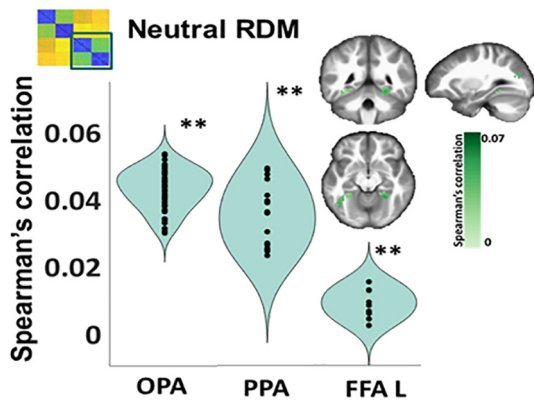 Neutral RDM
Spearman's correlation
0.06
0.04
0.02
0
**
**
**
OPA
PPA
FFA L
Spearman's correlation
0.07
0